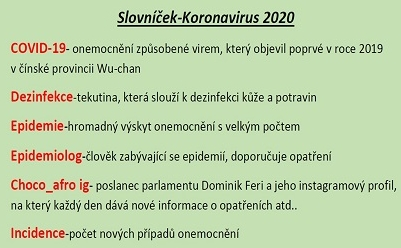 Slovníček-Koronavirus 2020
COVID-19- onemocnění způsobené virem, který objevil poprvé v roce 2019
v čínské provincii Wu-chan
Dezinfekce-tekutina, která slouží k dezinfekci kůže a potravin
Epidemie-hromadný výskyt onemocnění s velkým počtem
Epidemiolog-člověk zabývající se epidemií, doporučuje opatření
Choco_afro ig- poslanec parlamentu Dominik Feri a jeho instagramový profil,
na který každý den dává nové informace o opatřeních atd..
Incidence-počet nových případů onemocnění